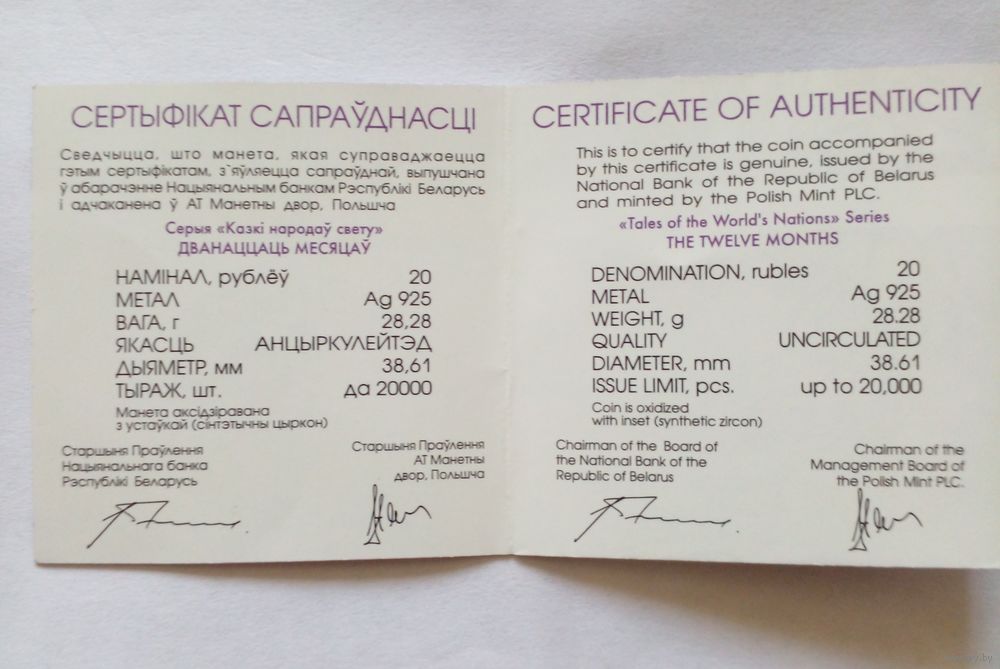 СЕРТЫФІКАТ САПРАЎДНАСЦІ
Сведчыцца, што манета, якая суправаджаецца
гэтым сертыфікатам, з`яўляецца сапраўднай, выпушчана
ў абарачэнне Нацыянальным банкам Рэспублікі Беларусь
і адчаканена ў АТ Манетны двор, Польшча
Серыя «Казкі народаў свету»
ДВАНАЦЦАЦЬ МЕСЯЦАЎ
НАМІНАЛ, рублёў 20
МЕТАЛ Ag 925
ВАГА, г 28,28
ЯКАСЦЬ АНЦЫРКУЛЕЙТЭД
ДЫЯМЕТР, мм 38,61
ТЫРАЖ, шт. да 20000
Манета аксідзіравана
з устаўкай (сінтэтычны цыркон)
Старшыня Праўлення
Нацыянальнага банка
Рэспублікі Беларусь
Старшыня Праўлення
АТ Манетны
двор, Польшча
CERTIFICATE OF AUTHENTICITY
This is to certify that the coin accompanied
by this certificate is genuine, issued by the
National Bank of the Republic of Belarus
and minted by the Polish Mint PLC.
«Tales of the World's Nations» Series
THE TWELVE MONTHS
DENOMINATION, rubles 20
METAL Ag 925
WEIGHT, g 28.28
QUALITY UNCIRCULATED
DIAMETER, mm 38.61
ISSUE LIMIT, pcs. up to 20,000
Coin is oxidized
with inset (synthetic zircon)
Chairman of the Board of
the National Bank of the
Republic of Belarus
Chairman of the
Management Board of
the Polish Mint PLC.